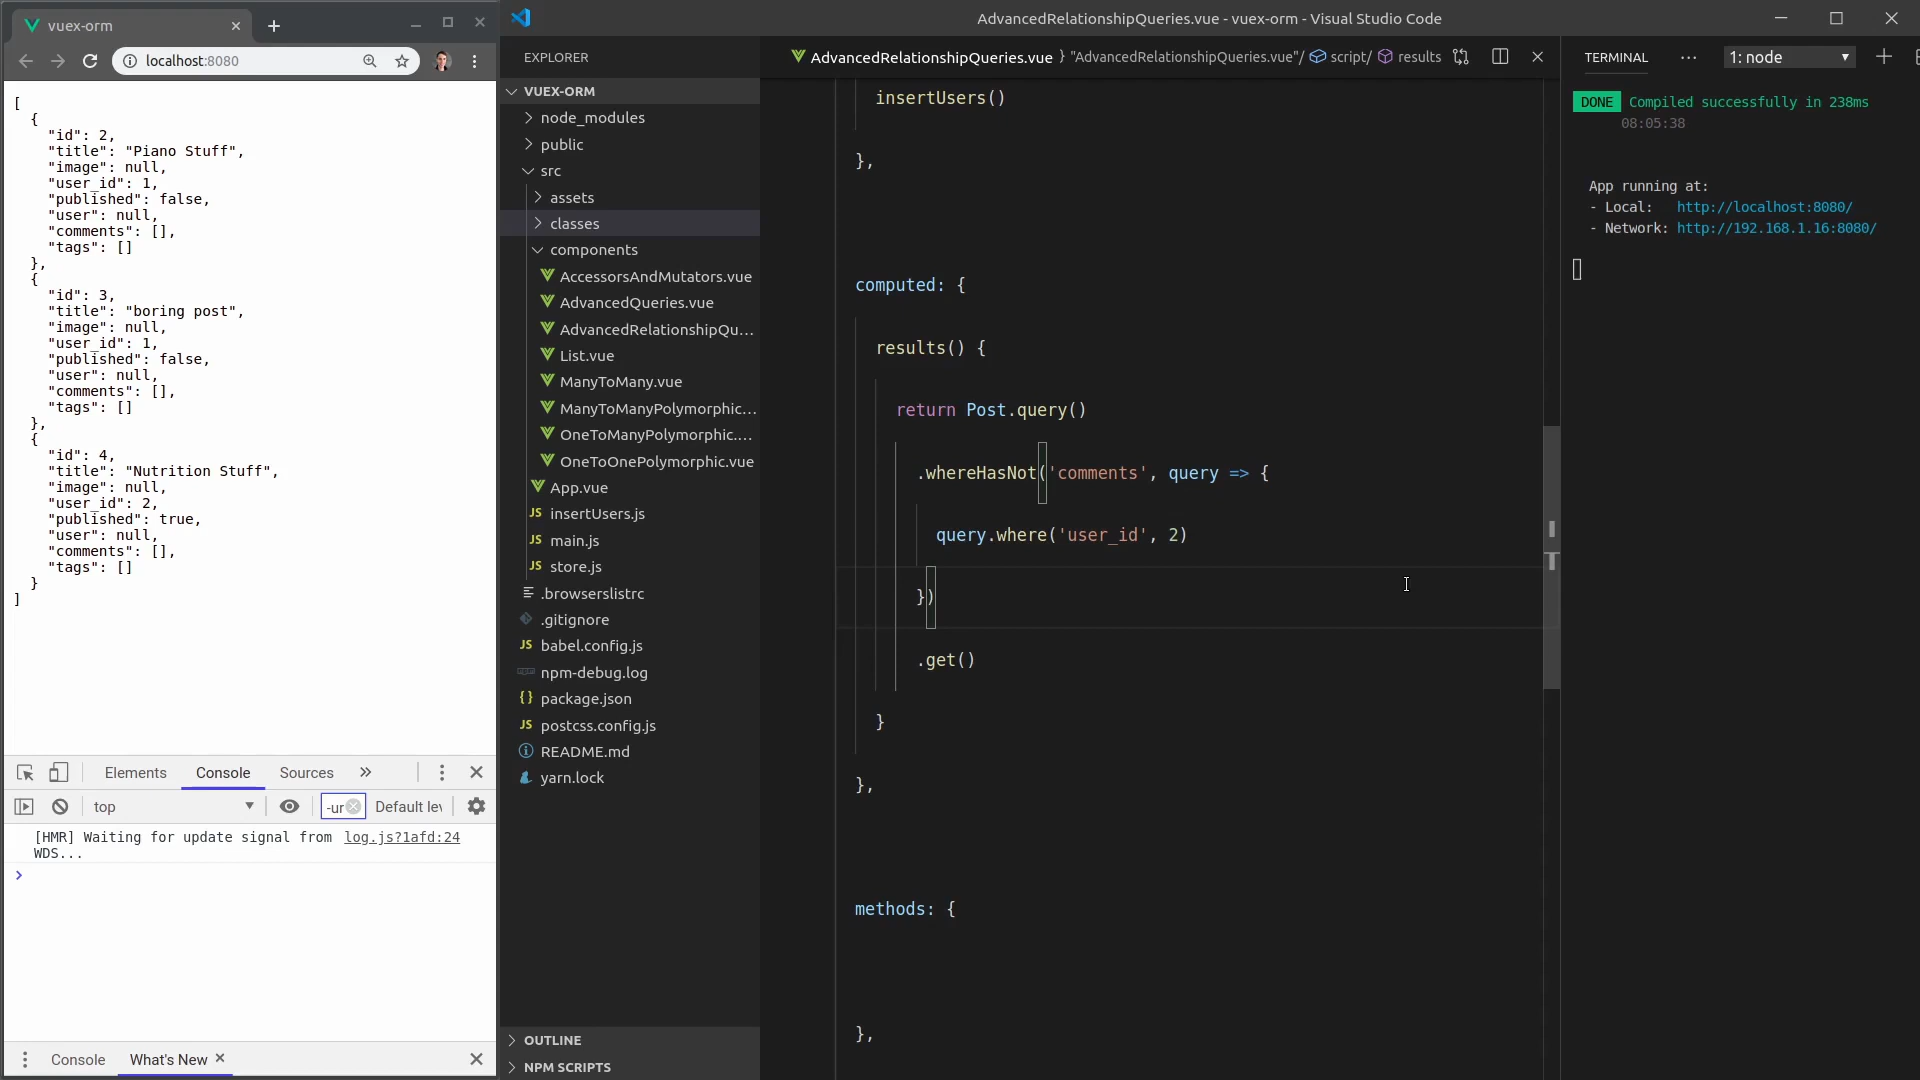 vuex-orm
localhost:8080
[
{
"id": 2,
"title": "Piano Stuff",
"image": null,
"user_id": 1,
"published": false,
"user": null,
"comments": [],
"tags": []
},
{
"id": 3,
"title": "boring post",
"image": null,
"user_id": 1,
"published": false,
"user": null,
"comments": [],
"tags": []
},
{
"id": 4,
"title": "Nutrition Stuff",
"image": null,
"user_id": 2,
"published": true,
"user": null,
"comments": [],
"tags": []
}
]
Elements Console Sources »
top -ur Default lev
[HMR] Waiting for update signal from log.js?1afd:24
WDS...
>
Console What's New
AdvancedRelationshipQueries.vue - vuex-orm - Visual Studio Code
EXPLORER
VUEX-ORM
node_modules
public
src
assets
classes
components
AccessorsAndMutators.vue
AdvancedQueries.vue
AdvancedRelationshipQu...
List.vue
ManyToMany.vue
ManyToManyPolymorphic...
OneToManyPolymorphic....
OneToOnePolymorphic.vue
App.vue
JS insertUsers.js
JS main.js
JS store.js
.browserslistrc
.gitignore
JS babel.config.js
npm-debug.log
{} package.json
JS postcss.config.js
README.md
yarn.lock
OUTLINE
NPM SCRIPTS
AdvancedRelationshipQueries.vue } "AdvancedRelationshipQueries.vue"/ script/ results
insertUsers()
},
computed: {
results() {
return Post.query()
.whereHasNot('comments', query => {
query.where('user_id', 2)
})
.get()
}
},
methods: {
},
TERMINAL ... 1: node
DONE Compiled successfully in 238ms
08:05:38
App running at:
- Local: http://localhost:8080/
- Network: http://192.168.1.16:8080/